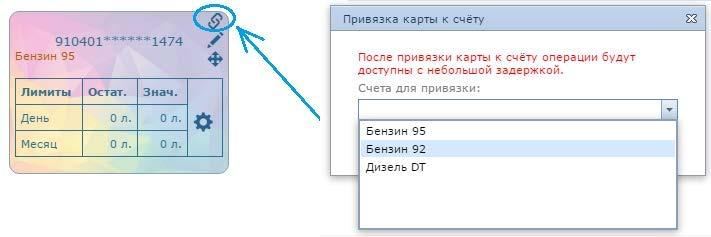 910401******1474
Бензин 95
Лимиты Остат. Знач.
День 0 л. 0 л.
Месяц 0 л. 0 л.
Привязка карты к счёту
После привязки карты к счёту операции будут
доступны с небольшой задержкой.
Счета для привязки:
Бензин 95
Бензин 92
Дизель DT